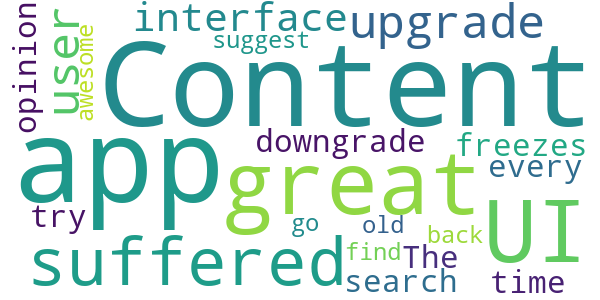 opinion
user
awesome
interface
upgrade
suggest
Content
app
great
downgrade
freezes
every
try
go
old
back
UI
suffered
find
The
search
time